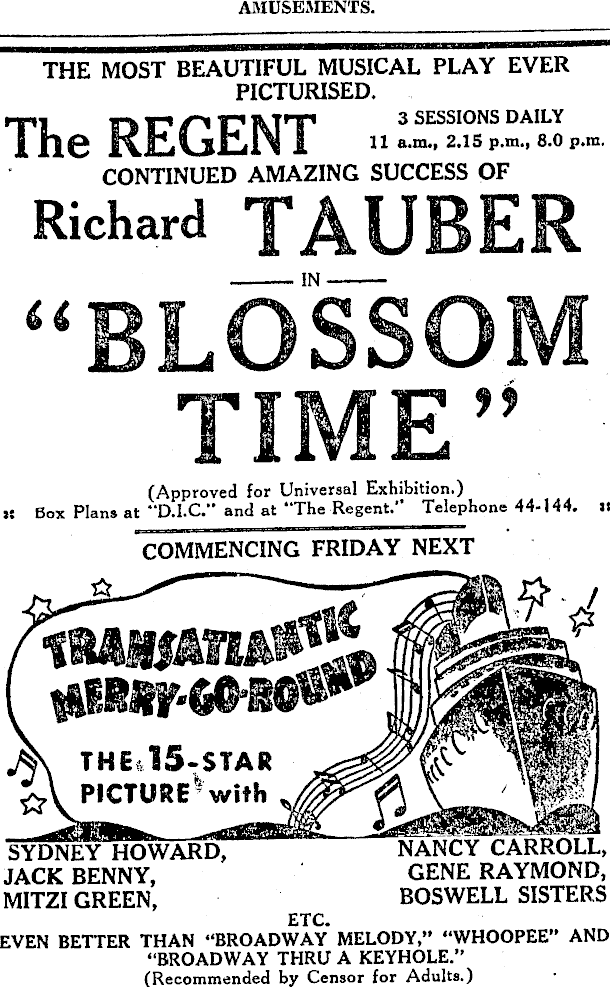 AMUSEMENTS.
THE MOST BEAUTIFUL MUSICAL PLAY EVER
PICTURISED.
The REGENT
3 SESSIONS DAILY
11 a.m., 2.15 p.m., 8.0 p.m.
CONTINUED AMAZING SUCCESS OF
Richard TAUBER
IN
"BLOSSOM
TIME"
(Approved for Universal Exhibition.)
Box Plans at "D.I.C." and at "The Regent." Telephone 44-144.
COMMENCING FRIDAY NEXT
TRANSATLANTIC
MERRY-GO-ROUND
THE 15-STAR
PICTURE with
SYDNEY HOWARD,
JACK BENNY,
MITZI GREEN,
NANCY CARROLL,
GENE RAYMOND,
BOSWELL SISTERS
ETC.
EVEN BETTER THAN "BROADWAY MELODY," "WHOOPEE" AND
"BROADWAY THRU A KEYHOLE."
(Recommended by Censor for Adults.)